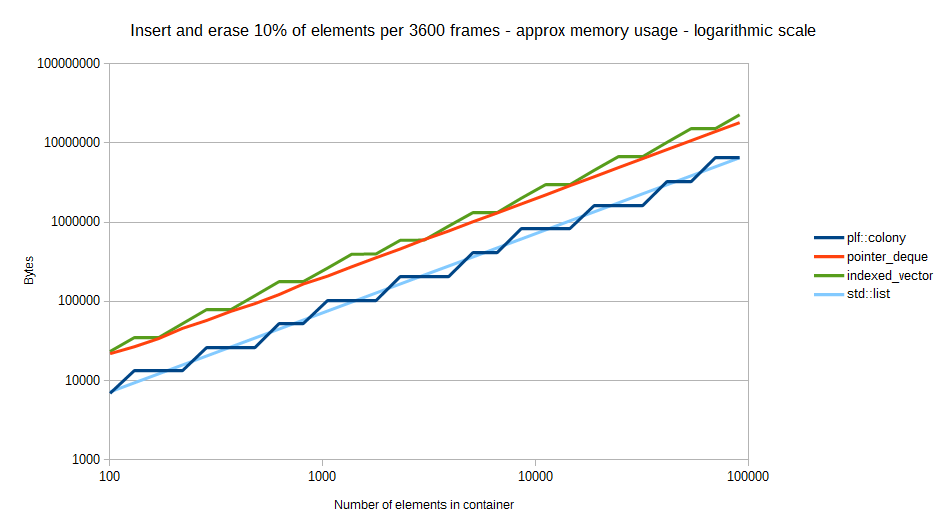 Insert and erase 10% of elements per 3600 frames - approx memory usage - logarithmic scale
100000000
10000000
1000000
100000
10000
1000
Bytes
100
1000
10000
100000
Number of elements in container
plf::colony
pointer_deque
indexed_vector
std::list